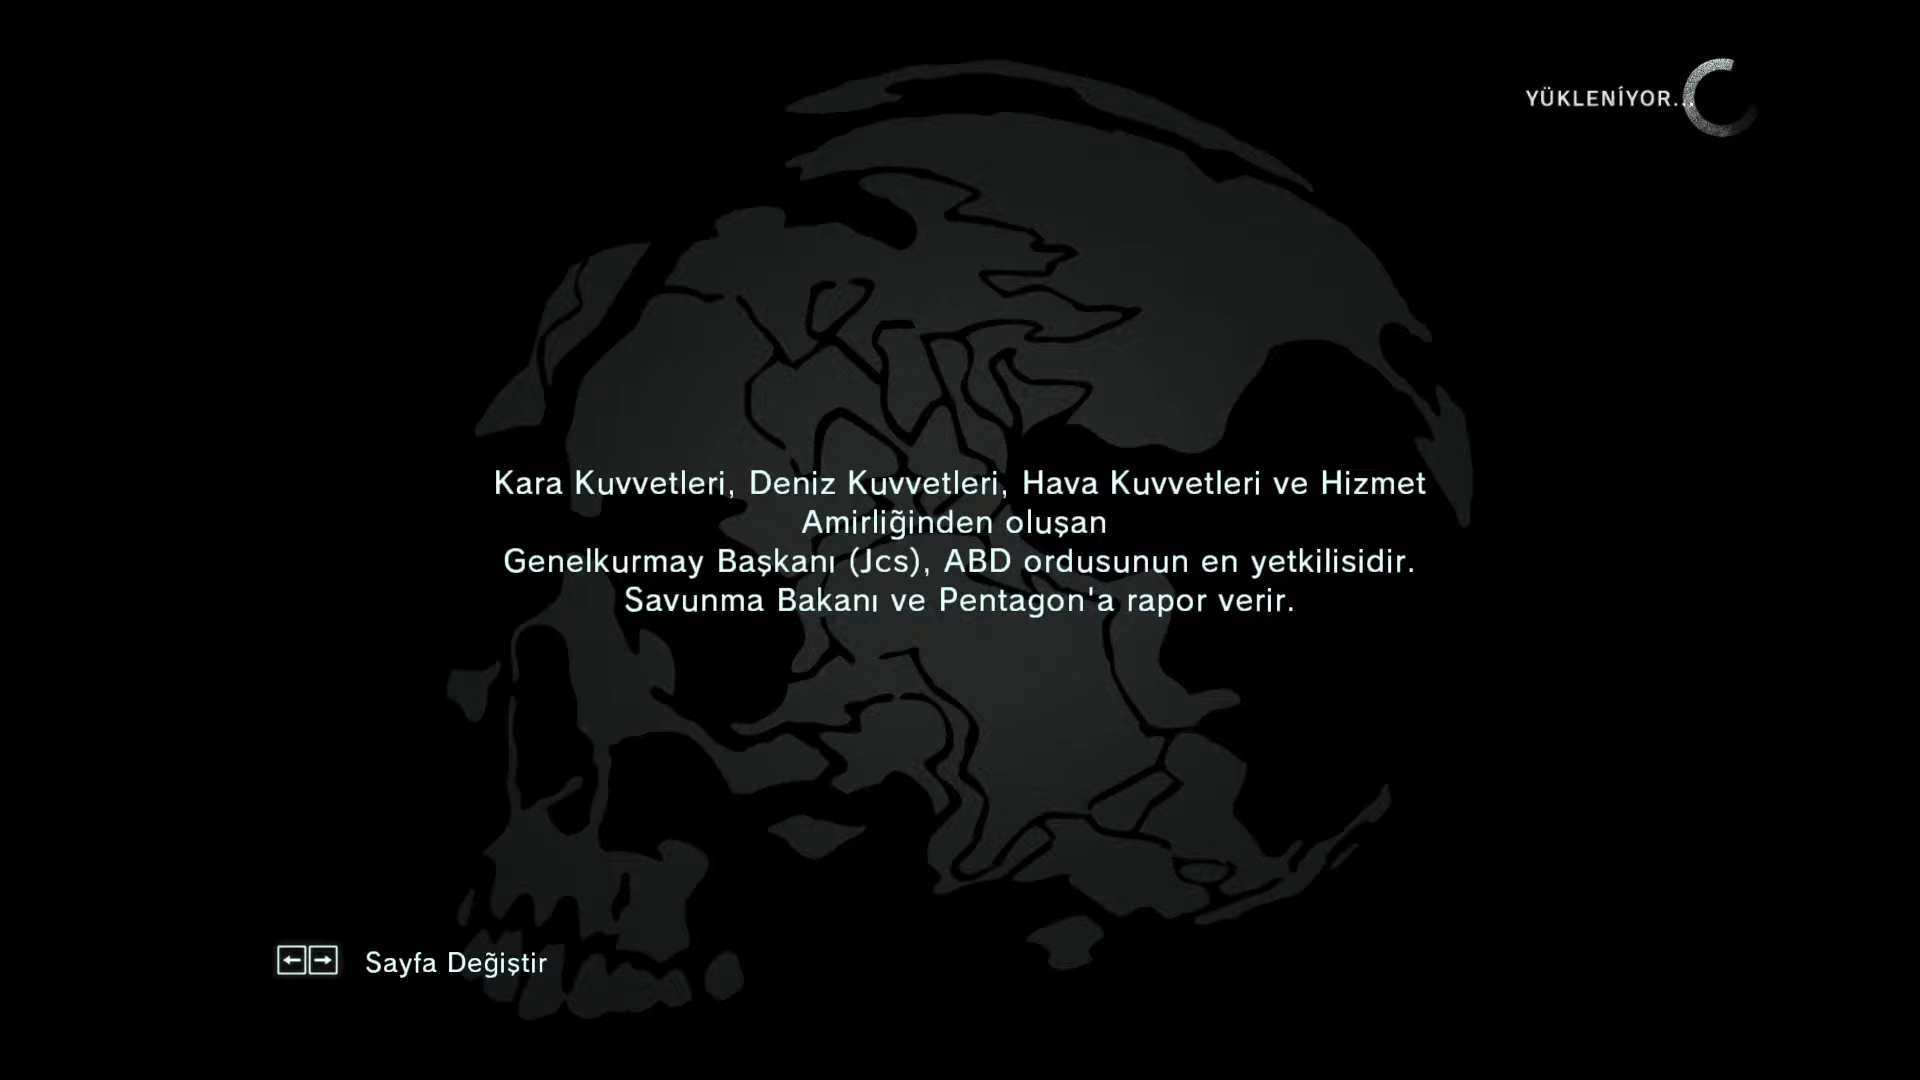 YÜKLENİYOR...
Kara Kuvvetleri, Deniz Kuvvetleri, Hava Kuvvetleri ve Hizmet
Amirliğinden oluşan
Genelkurmay Başkanı (Jcs), ABD ordusunun en yetkilisidir.
Savunma Bakanı ve Pentagon'a rapor verir.
Sayfa Değiştir